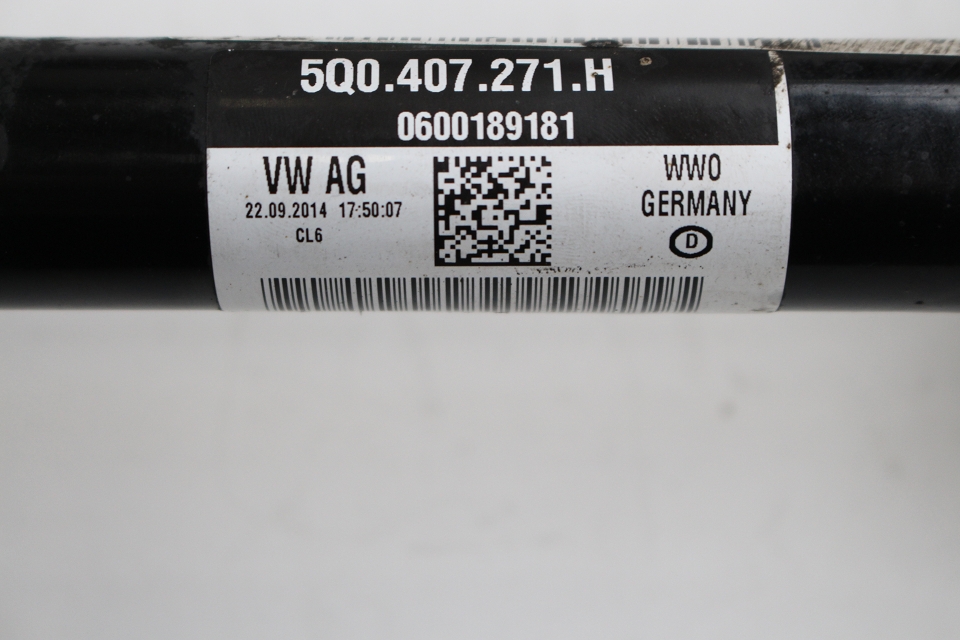 5Q0.407.271.H
0600189181
VW AG
22.09.2014 17:50:07
CL6
WWO
GERMANY
D